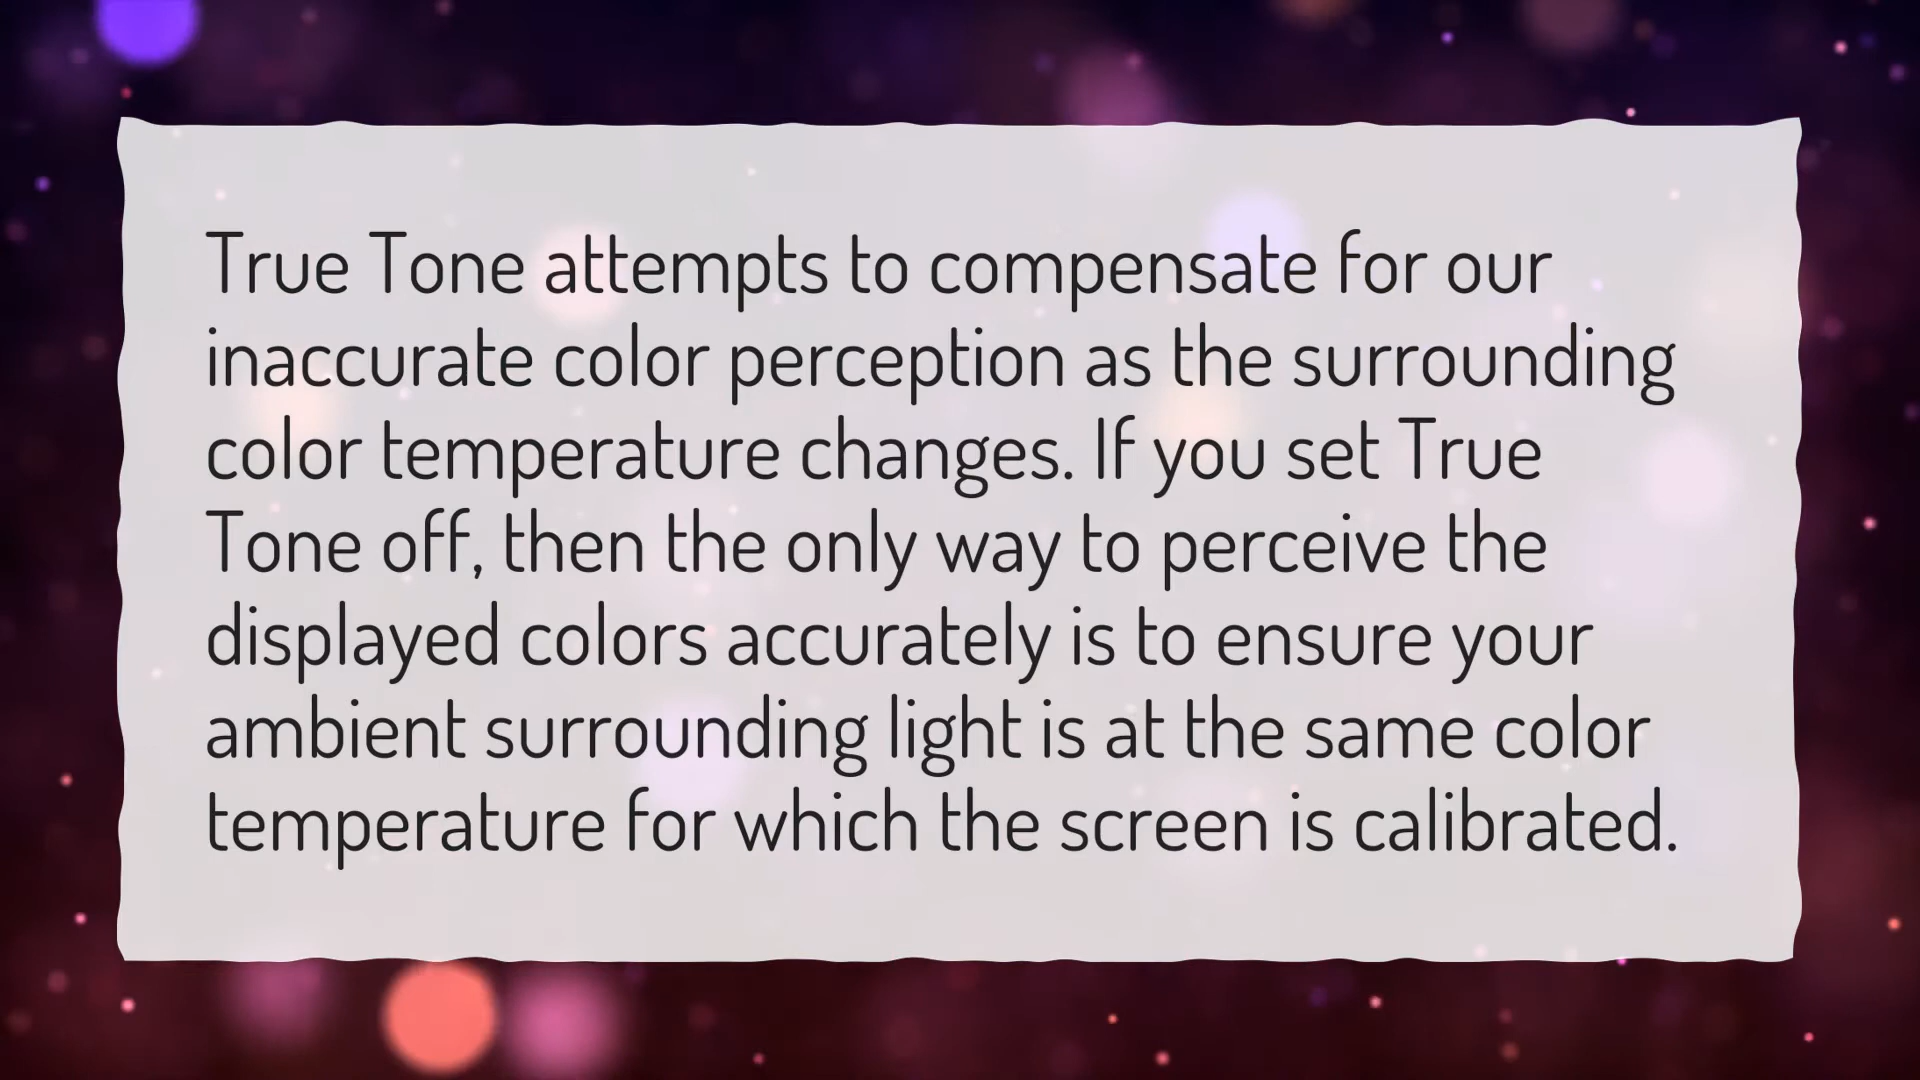 True Tone attempts to compensate for our
inaccurate color perception as the surrounding
color temperature changes. If you set True
Tone off, then the only way to perceive the
displayed colors accurately is to ensure your
ambient surrounding light is at the same color
temperature for which the screen is calibrated.